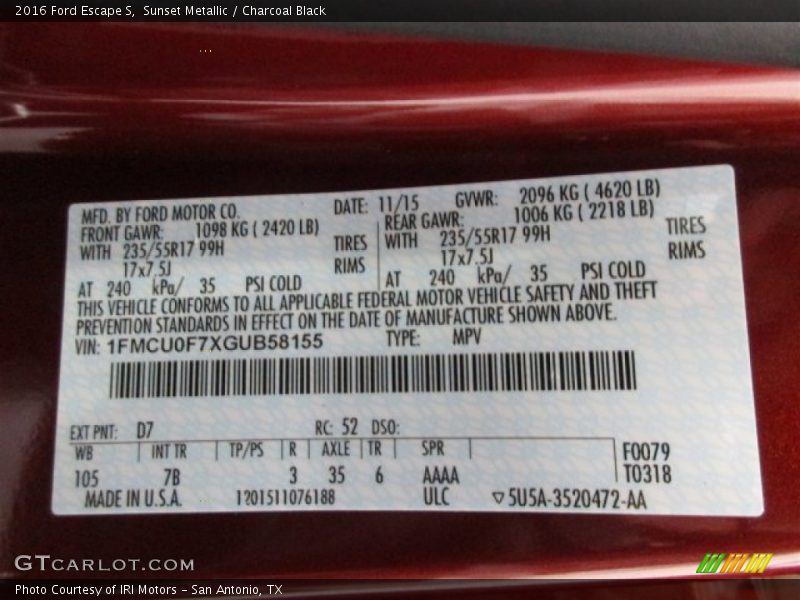 2016 Ford Escape S,  Sunset Metallic / Charcoal Black
MFD. BY FORD MOTOR CO.
DATE: 11/15
GVWR: 2096 KG ( 4620 LB)
FRONT GAWR: 1098 KG ( 2420 LB)
REAR GAWR: 1006 KG ( 2218 LB)
WITH 235/55R17 99H TIRES
WITH 235/55R17 99H TIRES
17x7.5J RIMS
17x7.5J RIMS
AT 240 kPa/ 35 PSI COLD
AT 240 kPa/ 35 PSI COLD
THIS VEHICLE CONFORMS TO ALL APPLICABLE FEDERAL MOTOR VEHICLE SAFETY AND THEFT
PREVENTION STANDARDS IN EFFECT ON THE DATE OF MANUFACTURE SHOWN ABOVE.
VIN: 1FMCU0F7XGUB58155 TYPE: MPV
EXT PNT: D7 RC: 52 DSO:
WB INT TR TP/PS R AXLE TR SPR F0079
105 7B 3 35 6 AAAA T0318
MADE IN U.S.A. 1201511076188 ULC ▽5U5A-3520472-AA
GTCARLOT.COM
Photo Courtesy of IRI Motors – San Antonio, TX